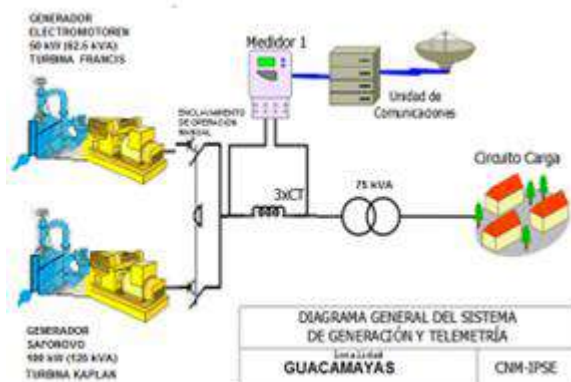 GENERADOR
ELECTROMOTOREN
50 kW (62.5 kVA)
TURBINA FRANCIS
Medidor 1
Unidad de
Comunicaciones
ENCLAVAMIENTO
DE OPERACION
MANUAL
Circuito Carga
3xCT
75 kVA
GENERADOR
SAFONOVO
100 kW (125 kVA)
TURBINA KAPLAN
DIAGRAMA GENERAL DEL SISTEMA
DE GENERACIÓN Y TELEMETRÍA
Localidad
GUACAMAYAS
CNM-IPSE